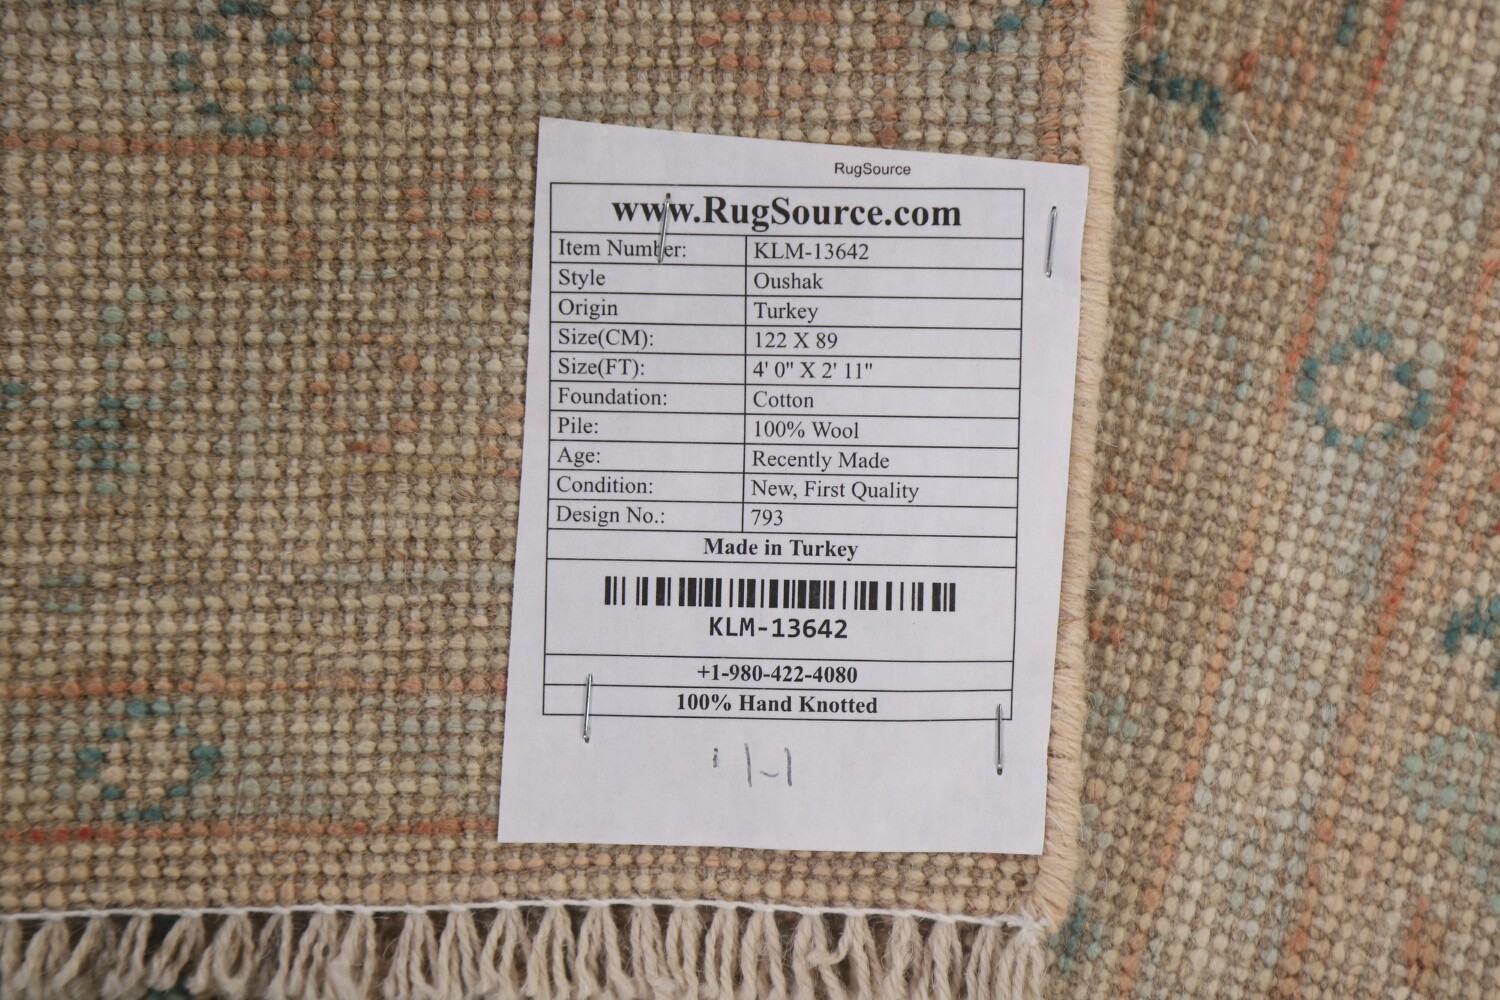 RugSource
www.RugSource.com
Item Number: KLM-13642
Style Oushak
Origin Turkey
Size(CM): 122 X 89
Size(FT): 4' 0" X 2' 11"
Foundation: Cotton
Pile: 100% Wool
Age: Recently Made
Condition: New, First Quality
Design No.: 793
Made in Turkey
KLM-13642
+1-980-422-4080
100% Hand Knotted